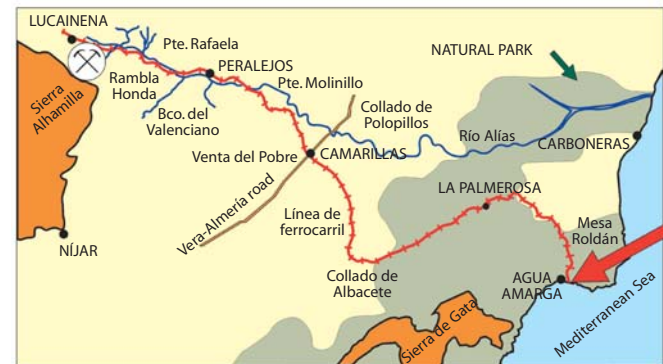 LUCAINENA
Pte. Rafaela
NATURAL PARK
Sierra
Alhamilla
Rambla
Honda
PERALEJOS
Pte. Molinillo
Bco. del
Valenciano
Collado de
Polopillos
Río Alías
CARBONERAS
Venta del Pobre
CAMARILLAS
LA PALMEROSA
Vera-Almería road
Línea de
ferrocarril
Mesa
Roldán
NÍJAR
Collado de
Albacete
AGUA
AMARGA
Sierra de Gata
Mediterranean Sea